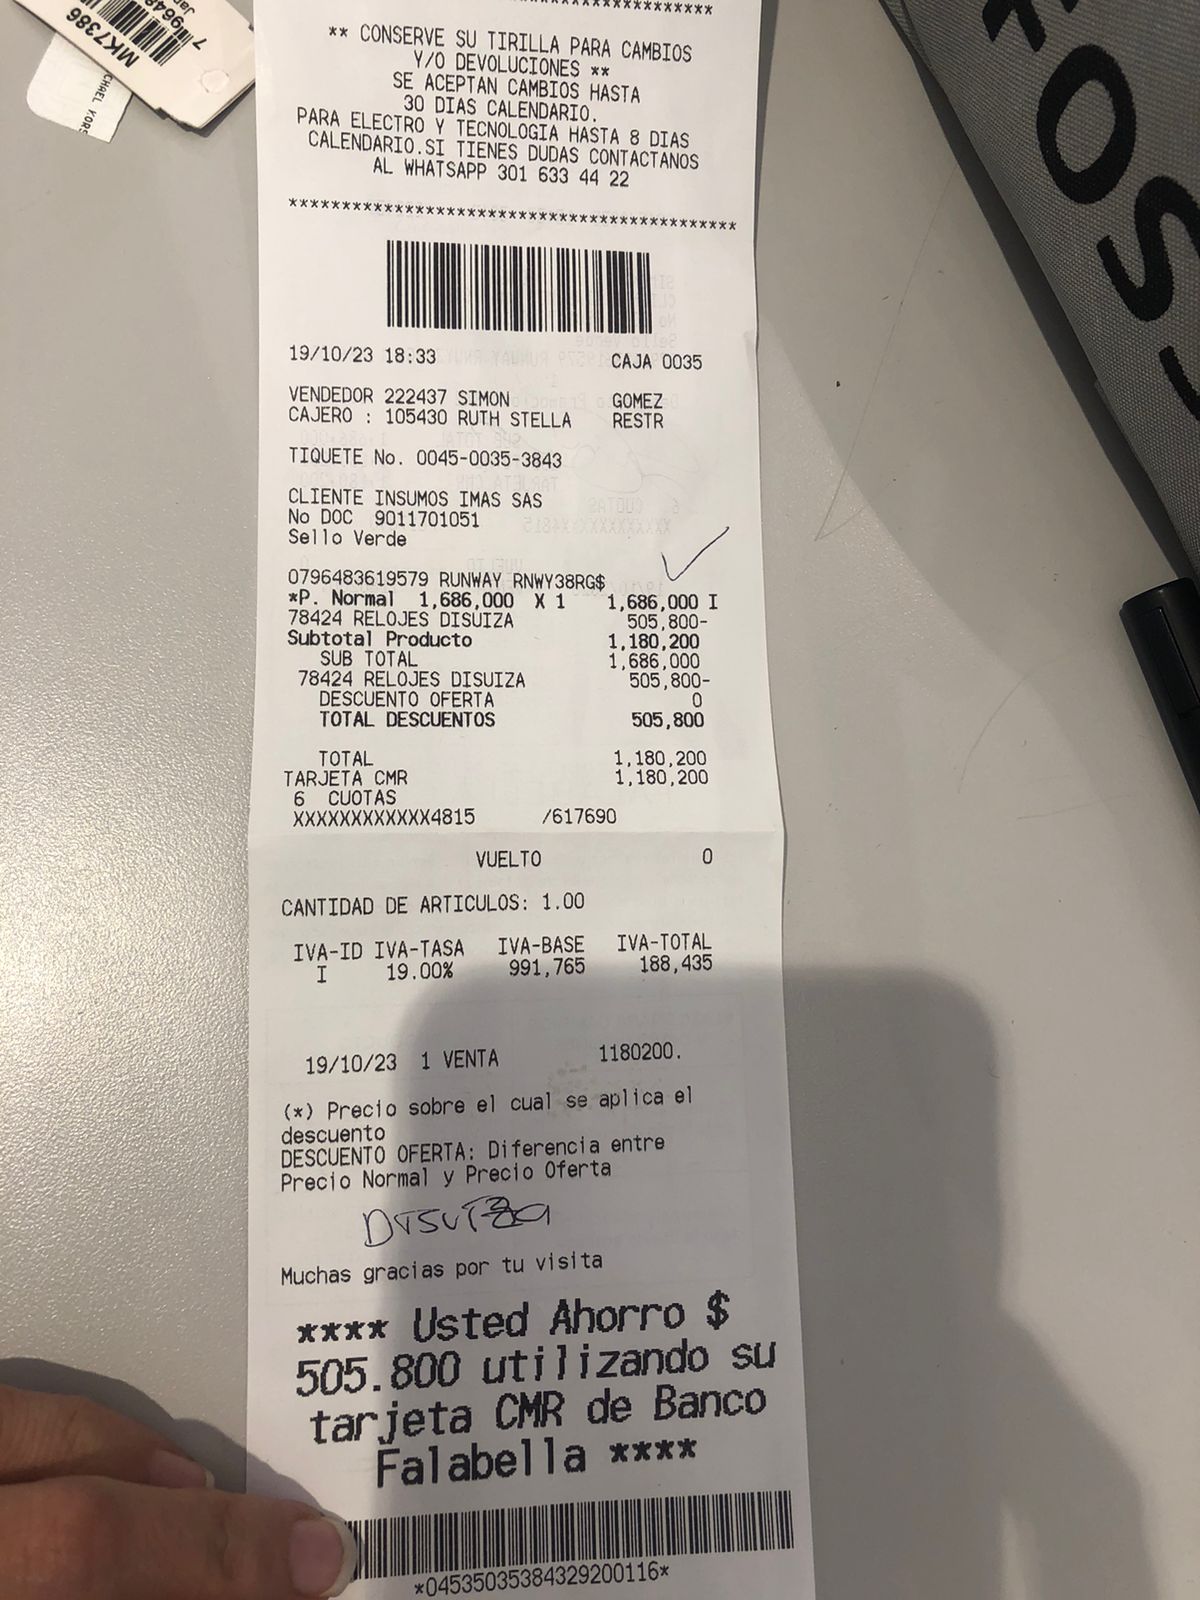 MK7386
CHAEL KORS
*******************
** CONSERVE SU TIRILLA PARA CAMBIOS
Y/O DEVOLUCIONES **
SE ACEPTAN CAMBIOS HASTA
30 DIAS CALENDARIO.
PARA ELECTRO Y TECNOLOGIA HASTA 8 DIAS
CALENDARIO.SI TIENES DUDAS CONTACTANOS
AL WHATSAPP 301 633 44 22
******************************************
19/10/23 18:33 CAJA 0035
VENDEDOR 222437 SIMON GOMEZ
CAJERO : 105430 RUTH STELLA RESTR
TIQUETE No. 0045-0035-3843
CLIENTE INSUMOS IMAS SAS
No DOC 9011701051
Sello Verde
0796483619579 RUNWAY RNWY38RG$
*P. Normal 1,686,000 X 1 1,686,000 I
78424 RELOJES DISUIZA 505,800-
Subtotal Producto 1,180,200
SUB TOTAL 1,686,000
78424 RELOJES DISUIZA 505,800-
DESCUENTO OFERTA 0
TOTAL DESCUENTOS 505,800
TOTAL 1,180,200
TARJETA CMR 1,180,200
6 CUOTAS
XXXXXXXXXXXX4815 /617690
VUELTO 0
CANTIDAD DE ARTICULOS: 1.00
IVA-ID IVA-TASA IVA-BASE IVA-TOTAL
I 19.00% 991,765 188,435
19/10/23 1 VENTA 1180200.
(*) Precio sobre el cual se aplica el
descuento
DESCUENTO OFERTA: Diferencia entre
Precio Normal y Precio Oferta
Muchas gracias por tu visita
**** Usted Ahorro $
505.800 utilizando su
tarjeta CMR de Banco
Falabella ****
*04535035384329200116*